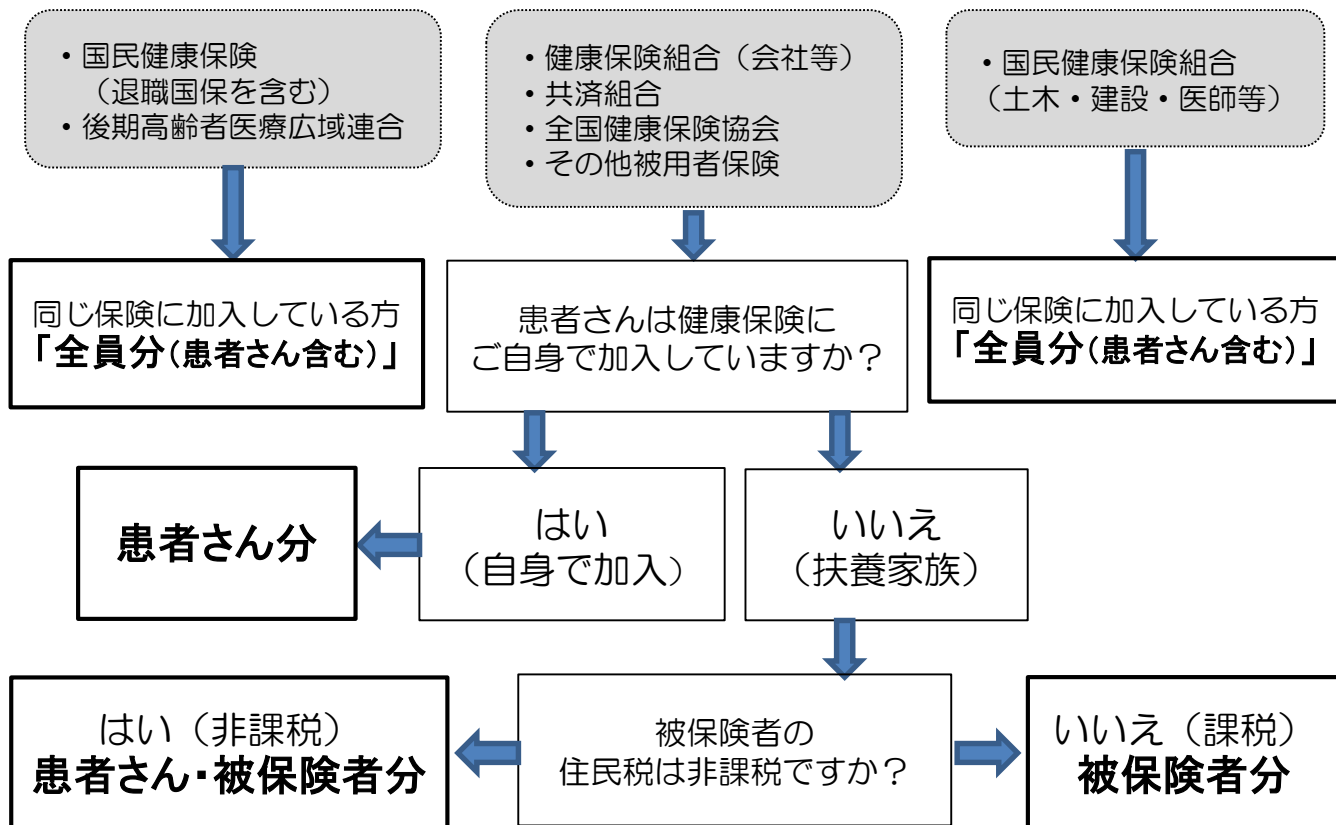 ・国民健康保険
（退職国保を含む）
・後期高齢者医療広域連合
・健康保険組合（会社等）
・共済組合
・全国健康保険協会
・その他被用者保険
・国民健康保険組合
（土木・建設・医師等）
同じ保険に加入している方
「全員分（患者さん含む）」
患者さんは健康保険に
ご自身で加入していますか？
同じ保険に加入している方
「全員分（患者さん含む）」
患者さん分
はい
（自身で加入）
いいえ
（扶養家族）
はい（非課税）
患者さん・被保険者分
被保険者の
住民税は非課税ですか？
いいえ（課税）
被保険者分